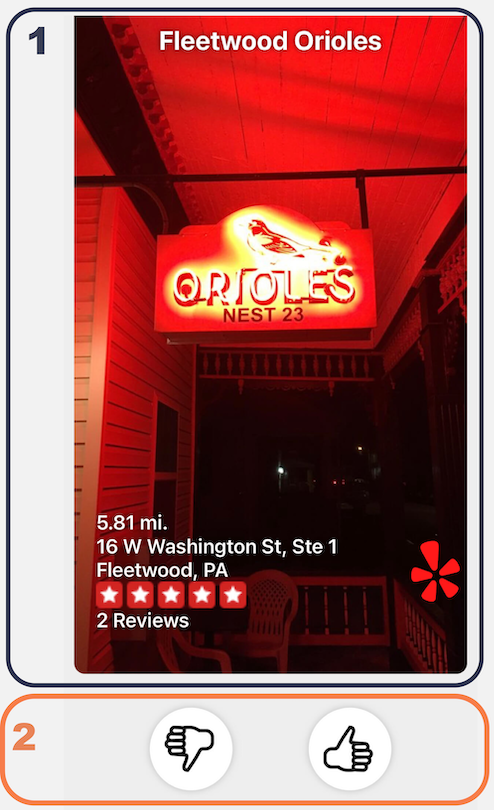 1
Fleetwood Orioles
ORIOLES
NEST 23
5.81 mi.
16 W Washington St, Ste 1
Fleetwood, PA
2 Reviews
2